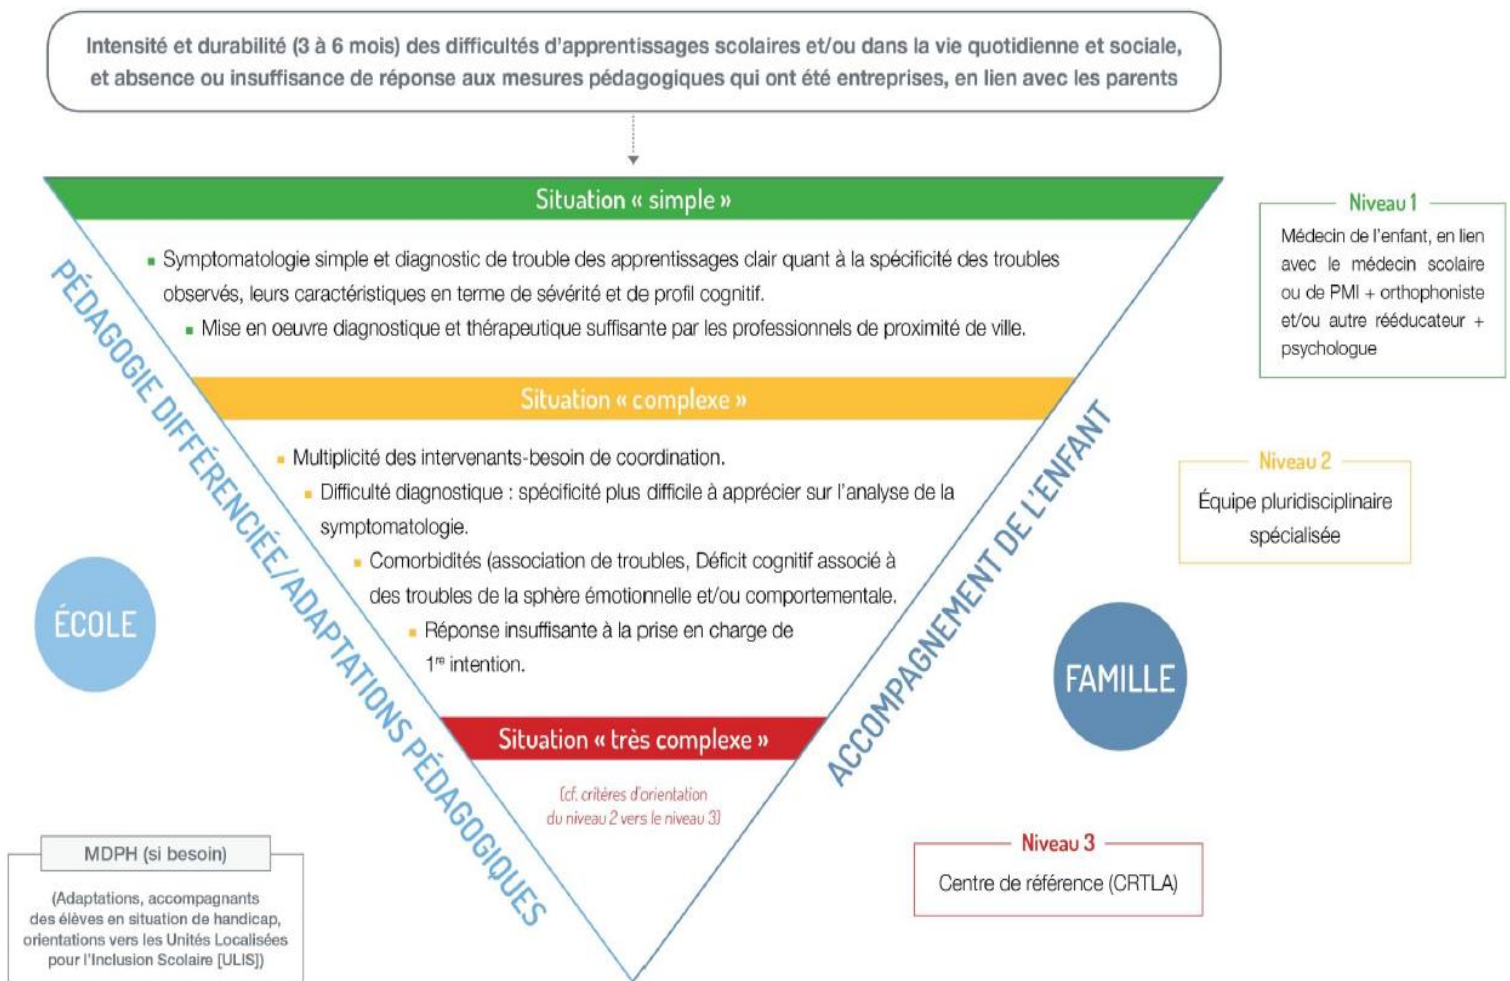 Intensité et durabilité (3 à 6 mois) des difficultés d'apprentissages scolaires et/ou dans la vie quotidienne et sociale,
et absence ou insuffisance de réponse aux mesures pédagogiques qui ont été entreprises, en lien avec les parents
Situation « simple »
▪ Symptomatologie simple et diagnostic de trouble des apprentissages clair quant à la spécificité des troubles
observés, leurs caractéristiques en terme de sévérité et de profil cognitif.
▪ Mise en oeuvre diagnostique et thérapeutique suffisante par les professionnels de proximité de ville.
Niveau 1
Médecin de l'enfant, en lien
avec le médecin scolaire
ou de PMI + orthophoniste
et/ou autre rééducateur +
psychologue
Situation « complexe »
▪ Multiplicité des intervenants-besoin de coordination.
▪ Difficulté diagnostique : spécificité plus difficile à apprécier sur l'analyse de la
symptomatologie.
▪ Comorbidités (association de troubles, Déficit cognitif associé à
des troubles de la sphère émotionnelle et/ou comportementale.
▪ Réponse insuffisante à la prise en charge de
1re intention.
Niveau 2
Équipe pluridisciplinaire
spécialisée
PÉDAGOGIE DIFFÉRENCIÉE/ADAPTATIONS PÉDAGOGIQUES
ACCOMPAGNEMENT DE L'ENFANT
ÉCOLE
FAMILLE
Situation « très complexe »
(cf. critères d'orientation
du niveau 2 vers le niveau 3)
Niveau 3
Centre de référence (CRTLA)
MDPH (si besoin)
(Adaptations, accompagnants
des élèves en situation de handicap,
orientations vers les Unités Localisées
pour l'Inclusion Scolaire [ULIS])